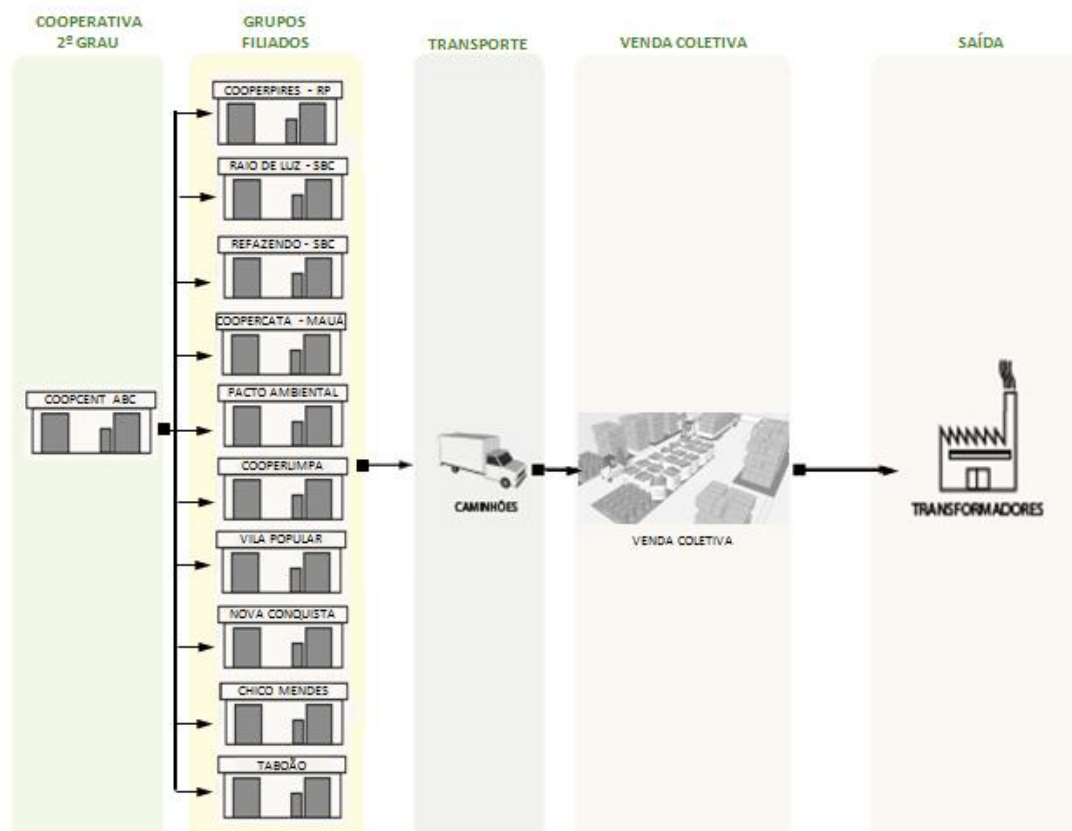 COOPERATIVA
2º GRAU
GRUPOS
FILIADOS
TRANSPORTE
VENDA COLETIVA
SAÍDA
COOPERPIRES - RP
RAIO DE LUZ - SBC
REFAZENDO - SBC
COOPERCATA - MAUÁ
COOPCENT ABC
PACTO AMBIENTAL
COOPERLIMPA
VILA POPULAR
NOVA CONQUISTA
CHICO MENDES
TABOÃO
CAMINHÕES
VENDA COLETIVA
TRANSFORMADORES